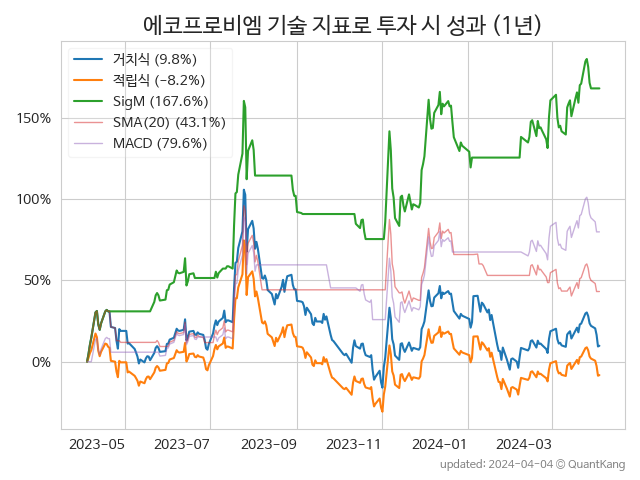 에코프로비엠 기술 지표로 투자 시 성과 (1년)
거치식 (9.8%)
적립식 (−8.2%)
SigM (167.6%)
SMA(20) (43.1%)
MACD (79.6%)
150%
100%
50%
0%
2023-05 2023-07 2023-09 2023-11 2024-01 2024-03
updated: 2024-04-04 © QuantKang